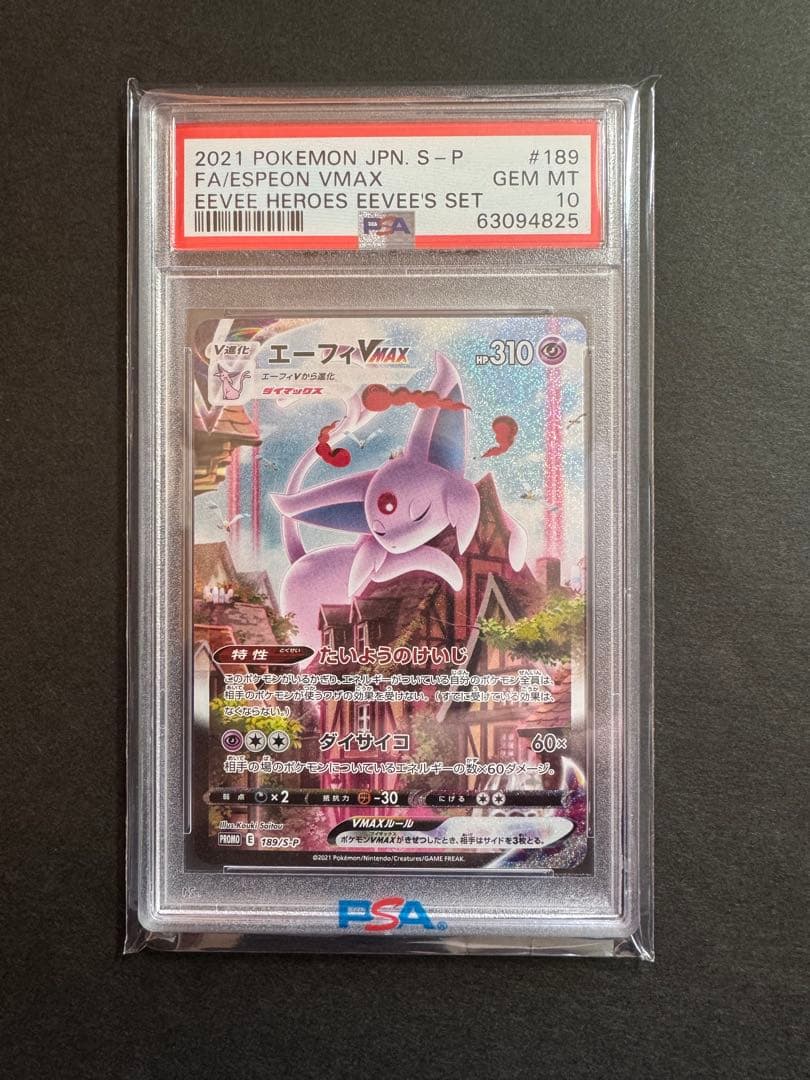 2021 POKEMON JPN. S-P #189
FA/ESPEON VMAX GEM MT
EEVEE HEROES EEVEE'S SET 10
PSA 63094825
V進化 エーフィVMAX HP310
エーフィVから進化
ダイマックス
特性 とくせい たいようのけいじ
このポケモンがいるかぎり、エネルギーがついている自分のポケモン全員は、
相手のポケモンが使うワザの効果を受けない。(すでに受けている効果は、
なくならない。)
ダイサイコ 60×
相手の場のポケモンについているエネルギーの数×60ダメージ。
弱点 ×2 抵抗力 -30 にげる
Illus. Kouki Saitou VMAXルール
PROMO E 189/S-P ポケモンVMAXがきぜつしたとき、相手はサイドを3枚とる。
©2021 Pokémon/Nintendo/Creatures/GAME FREAK.
PSA®